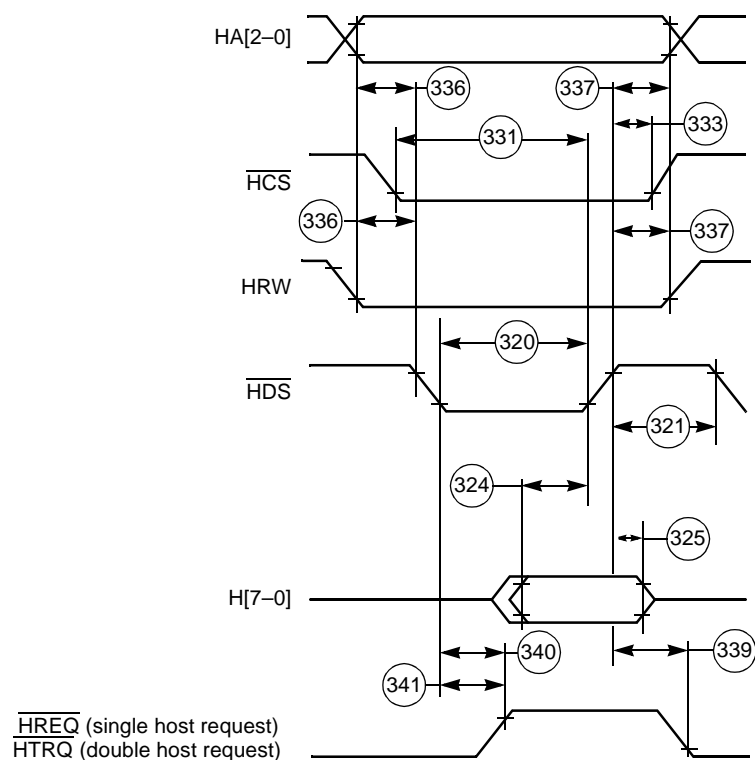 HA[2–0]
336
337
333
331
HCS
336
337
HRW
320
HDS
321
324
325
H[7–0]
340
339
341
HREQ (single host request)
HTRQ (double host request)